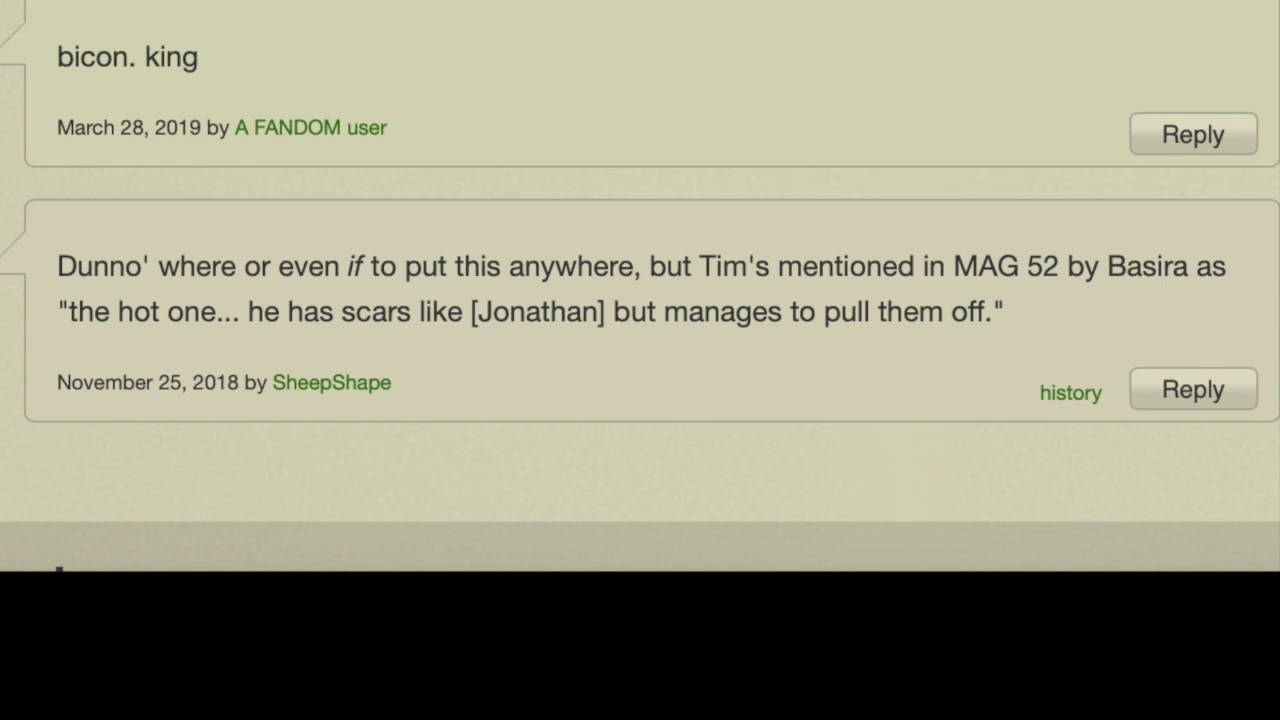 bicon. king
March 28, 2019 by A FANDOM user
Reply
Dunno' where or even if to put this anywhere, but Tim's mentioned in MAG 52 by Basira as
"the hot one... he has scars like [Jonathan] but manages to pull them off."
November 25, 2018 by SheepShape
history
Reply